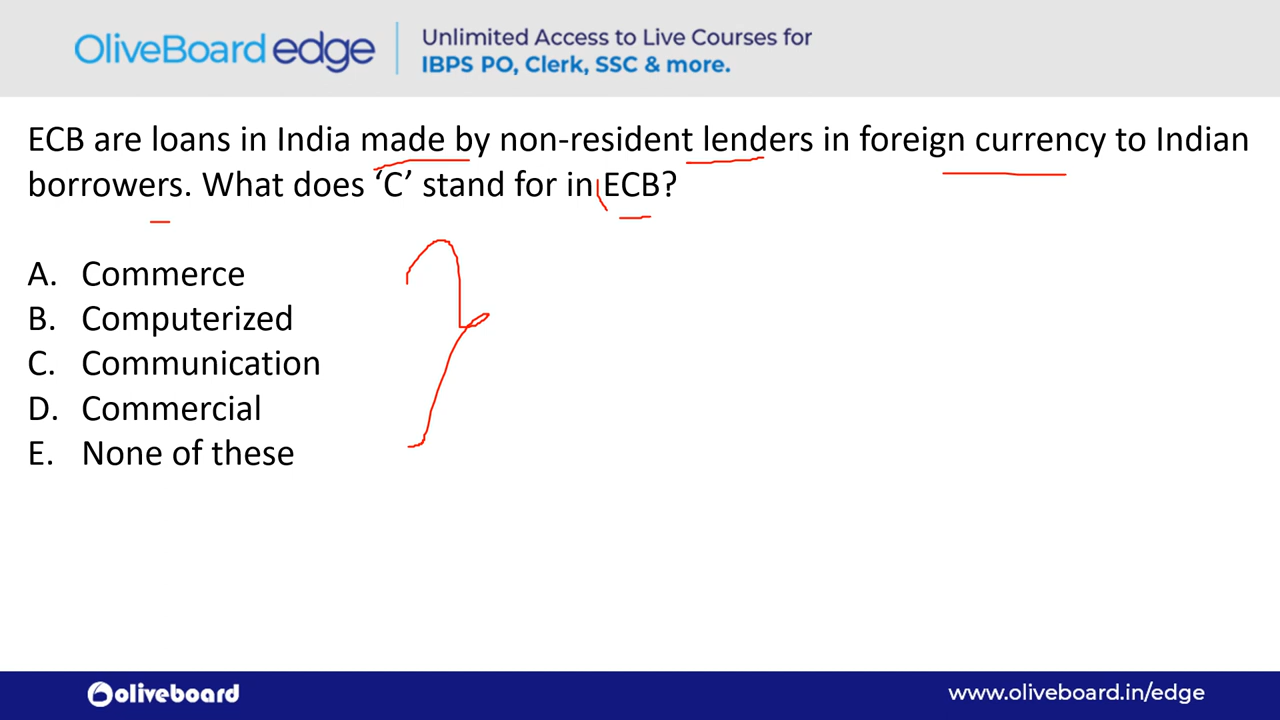 OliveBoard edge
Unlimited Access to Live Courses for
IBPS PO, Clerk, SSC & more.
ECB are loans in India made by non-resident lenders in foreign currency to Indian
borrowers. What does ‘C’ stand for in ECB?
A. Commerce
B. Computerized
C. Communication
D. Commercial
E. None of these
oliveboard
www.oliveboard.in/edge